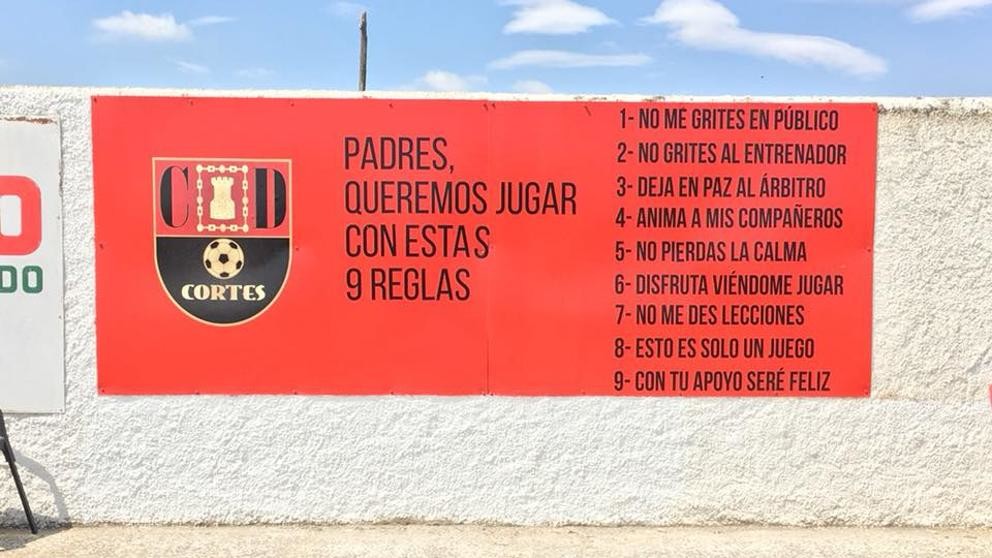 C D
CORTES
PADRES,
QUEREMOS JUGAR
CON ESTAS
9 REGLAS
1- NO ME GRITES EN PÚBLICO
2- NO GRITES AL ENTRENADOR
3- DEJA EN PAZ AL ÁRBITRO
4- ANIMA A MIS COMPAÑEROS
5- NO PIERDAS LA CALMA
6- DISFRUTA VIÉNDOME JUGAR
7- NO ME DES LECCIONES
8- ESTO ES SOLO UN JUEGO
9- CON TU APOYO SERÉ FELIZ